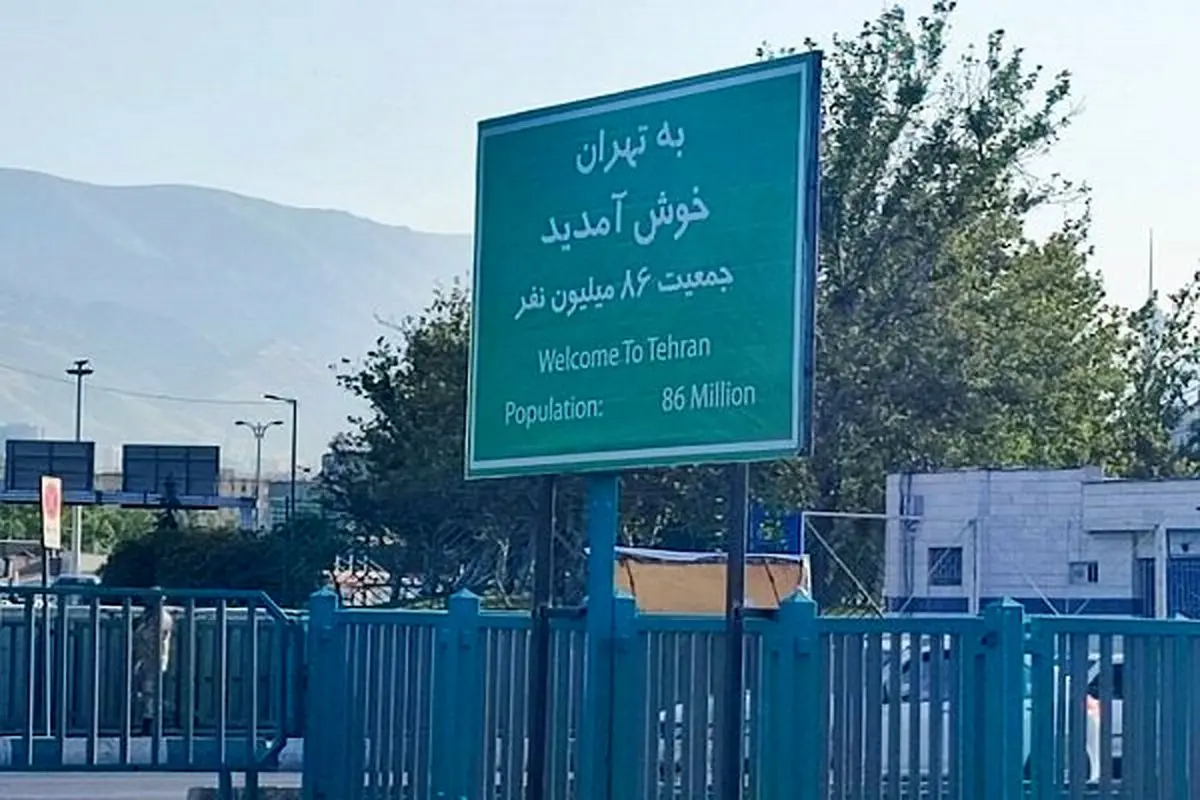 به تهران
خوش آمدید
جمعیت ۸۶ میلیون نفر
Welcome To Tehran
Population: 86 Million